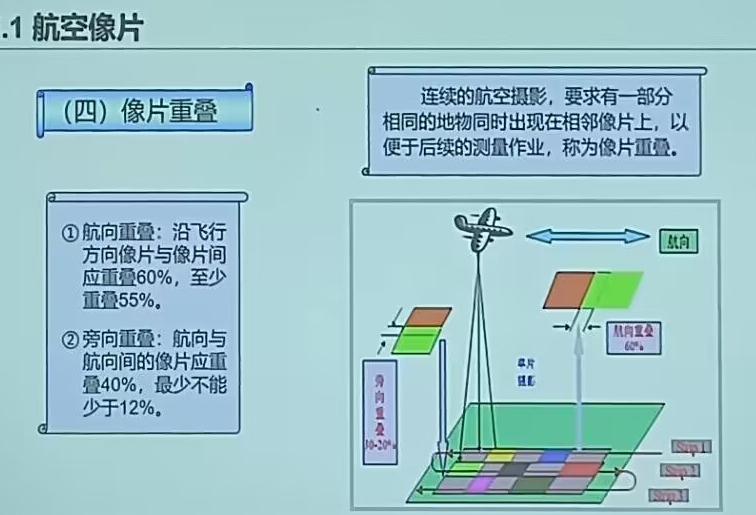 .1 航空像片
（四）像片重叠
连续的航空摄影，要求有一部分
相同的地物同时出现在相邻像片上，以
便于后续的测量作业，称为像片重叠。
①航向重叠：沿飞行
方向像片与像片间
应重叠60%，至少
重叠55%。
②旁向重叠：航向与
航向间的像片应重
叠40%，最少不能
少于12%。
航向
航向重叠
60%
旁
向
重
叠
30-20%
Strip 1
Strip 2
Strip 3